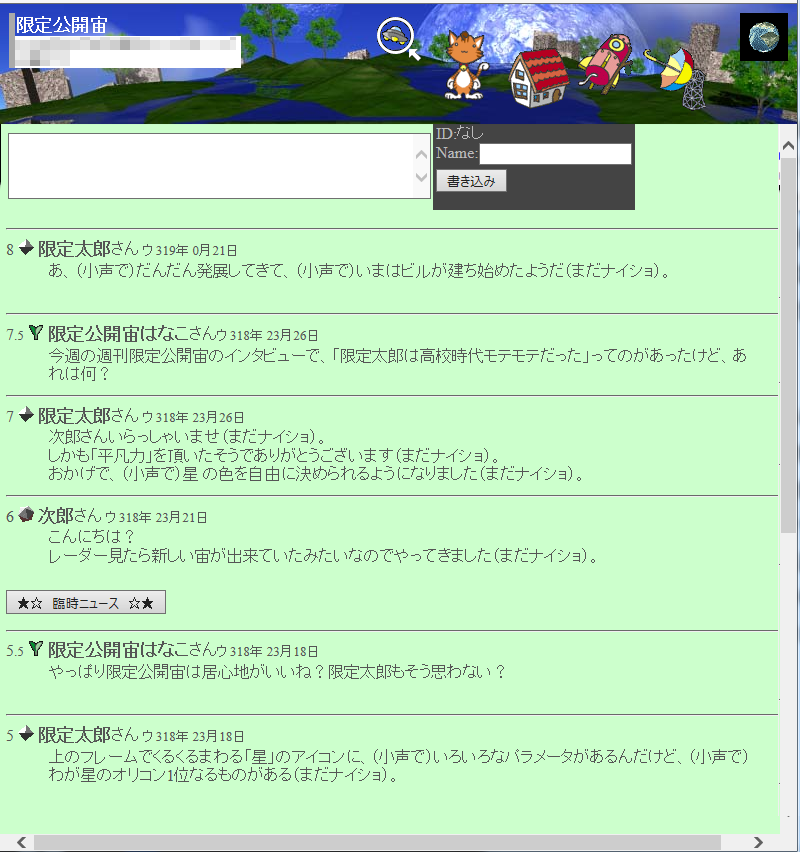 限定公開宙
ID:なし
Name:
書き込み
8 限定太郎さん ウ319年 0月21日
あ、(小声で)だんだん発展してきて、(小声で)いまはビルが建ち始めたようだ(まだナイショ)。
7.5 限定公開宙はなこさんウ318年 23月26日
今週の週刊限定公開宙のインタビューで、「限定太郎は高校時代モテモテだった」ってのがあったけど、あ
れは何？
7 限定太郎さん ウ318年 23月26日
次郎さんいらっしゃいませ(まだナイショ)。
しかも「平凡力」を頂いたそうでありがとうございます(まだナイショ)。
おかげで、(小声で)星 の色を自由に決められるようになりました(まだナイショ)。
6 次郎さん ウ318年 23月21日
こんにちは？
レーダー見たら新しい宙が出来ていたみたいなのでやってきました(まだナイショ)。
★☆ 臨時ニュース ☆★
5.5 限定公開宙はなこさんウ318年 23月18日
やっぱり限定公開宙は居心地がいいね？限定太郎もそう思わない？
5 限定太郎さん ウ318年 23月18日
上のフレームでくるくるまわる「星」のアイコンに、(小声で)いろいろなパラメータがあるんだけど、(小声で)
わが星のオリコン1位なるものがある(まだナイショ)。